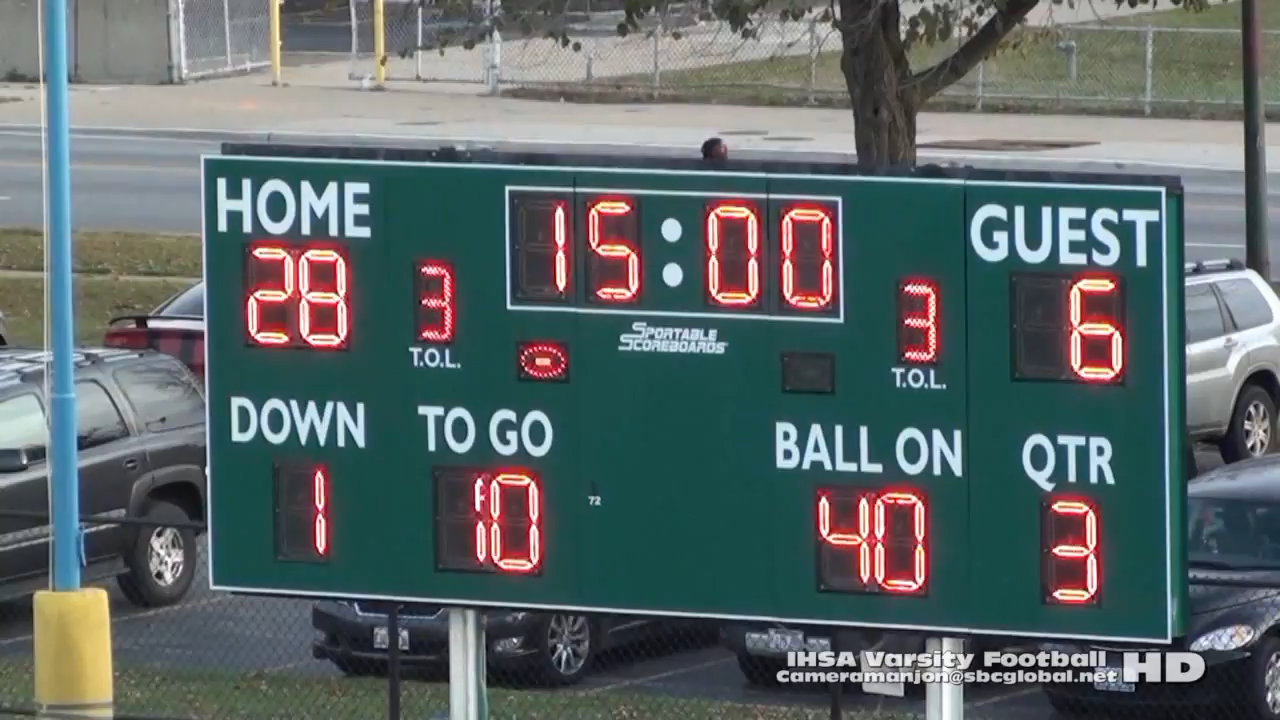 HOME 15:00 GUEST
28 3 3 6
T.O.L. SPORTABLE SCOREBOARDS T.O.L.
DOWN TO GO BALL ON QTR
1 10 72 40 3
IHSA Varsity Football HD
cameramanjon@sbcglobal.net